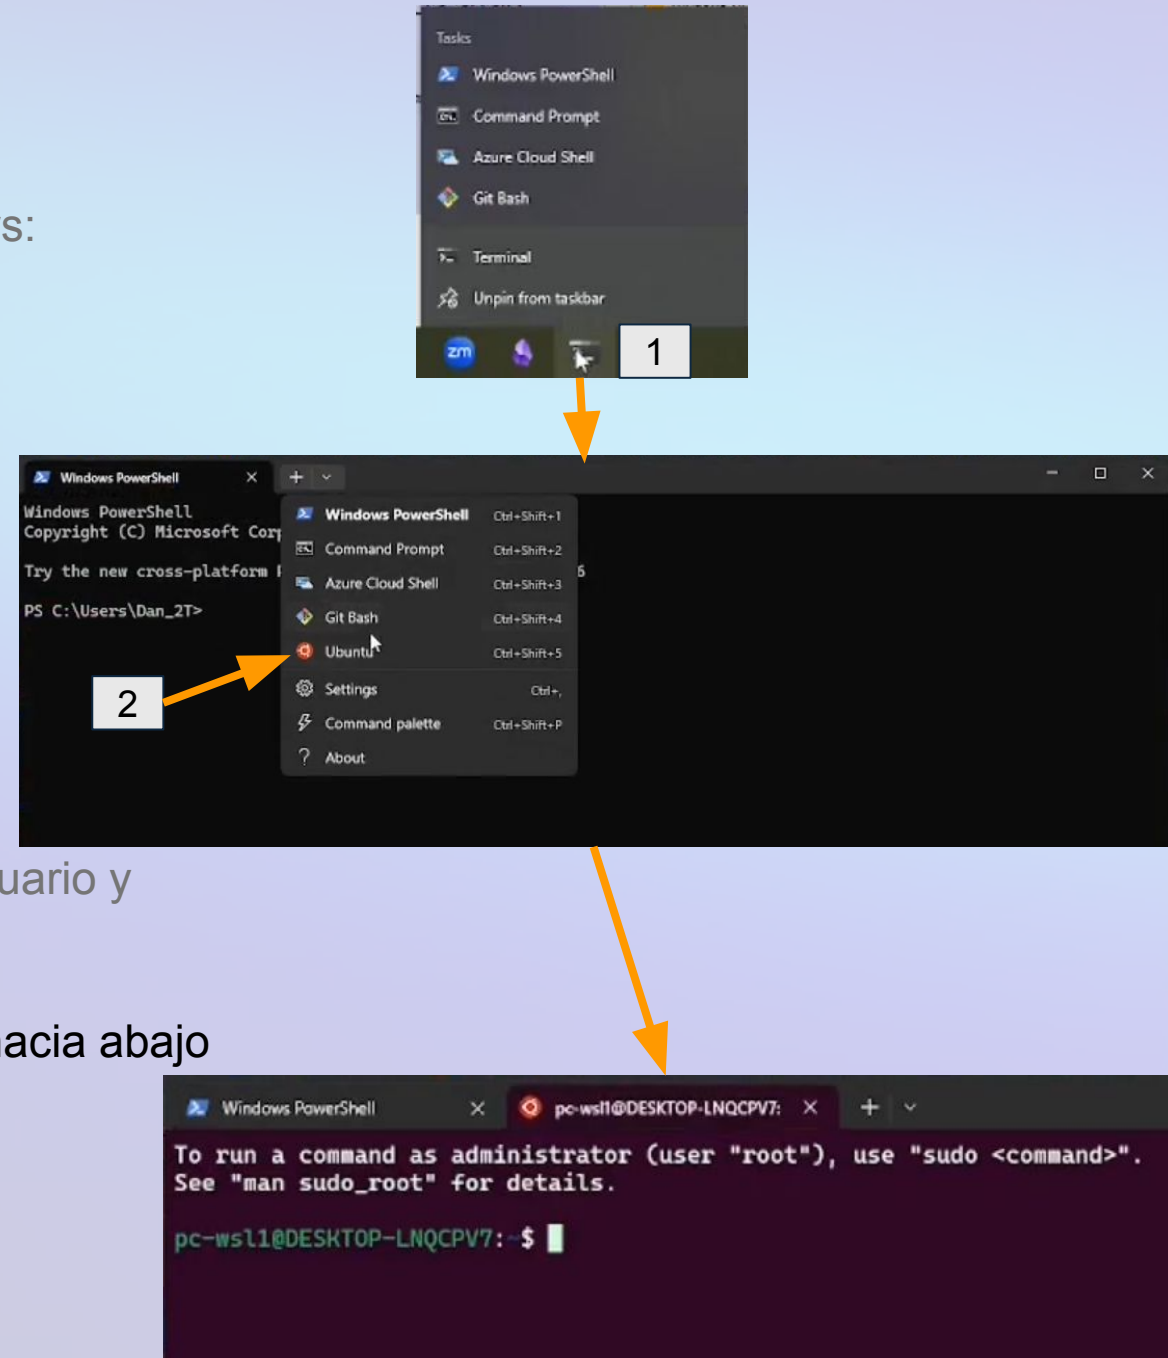 Tasks
Windows PowerShell
Command Prompt
Azure Cloud Shell
Git Bash
s:
Terminal
Unpin from taskbar
zm
1
Windows PowerShell
Windows PowerShell
Copyright (C) Microsoft Corp
Try the new cross-platform
PS C:\Users\Dan_2T>
Windows PowerShell Ctrl+Shift+1
Command Prompt Ctrl+Shift+2
Azure Cloud Shell Ctrl+Shift+3
6
Git Bash Ctrl+Shift+4
Ubuntu Ctrl+Shift+5
Settings Ctrl+,
Command palette Ctrl+Shift+P
About
2
uario y
hacia abajo
Windows PowerShell
pc-wsl1@DESKTOP-LNQCPV7:
To run a command as administrator (user "root"), use "sudo <command>".
See "man sudo_root" for details.
pc-wsl1@DESKTOP-LNQCPV7:~$